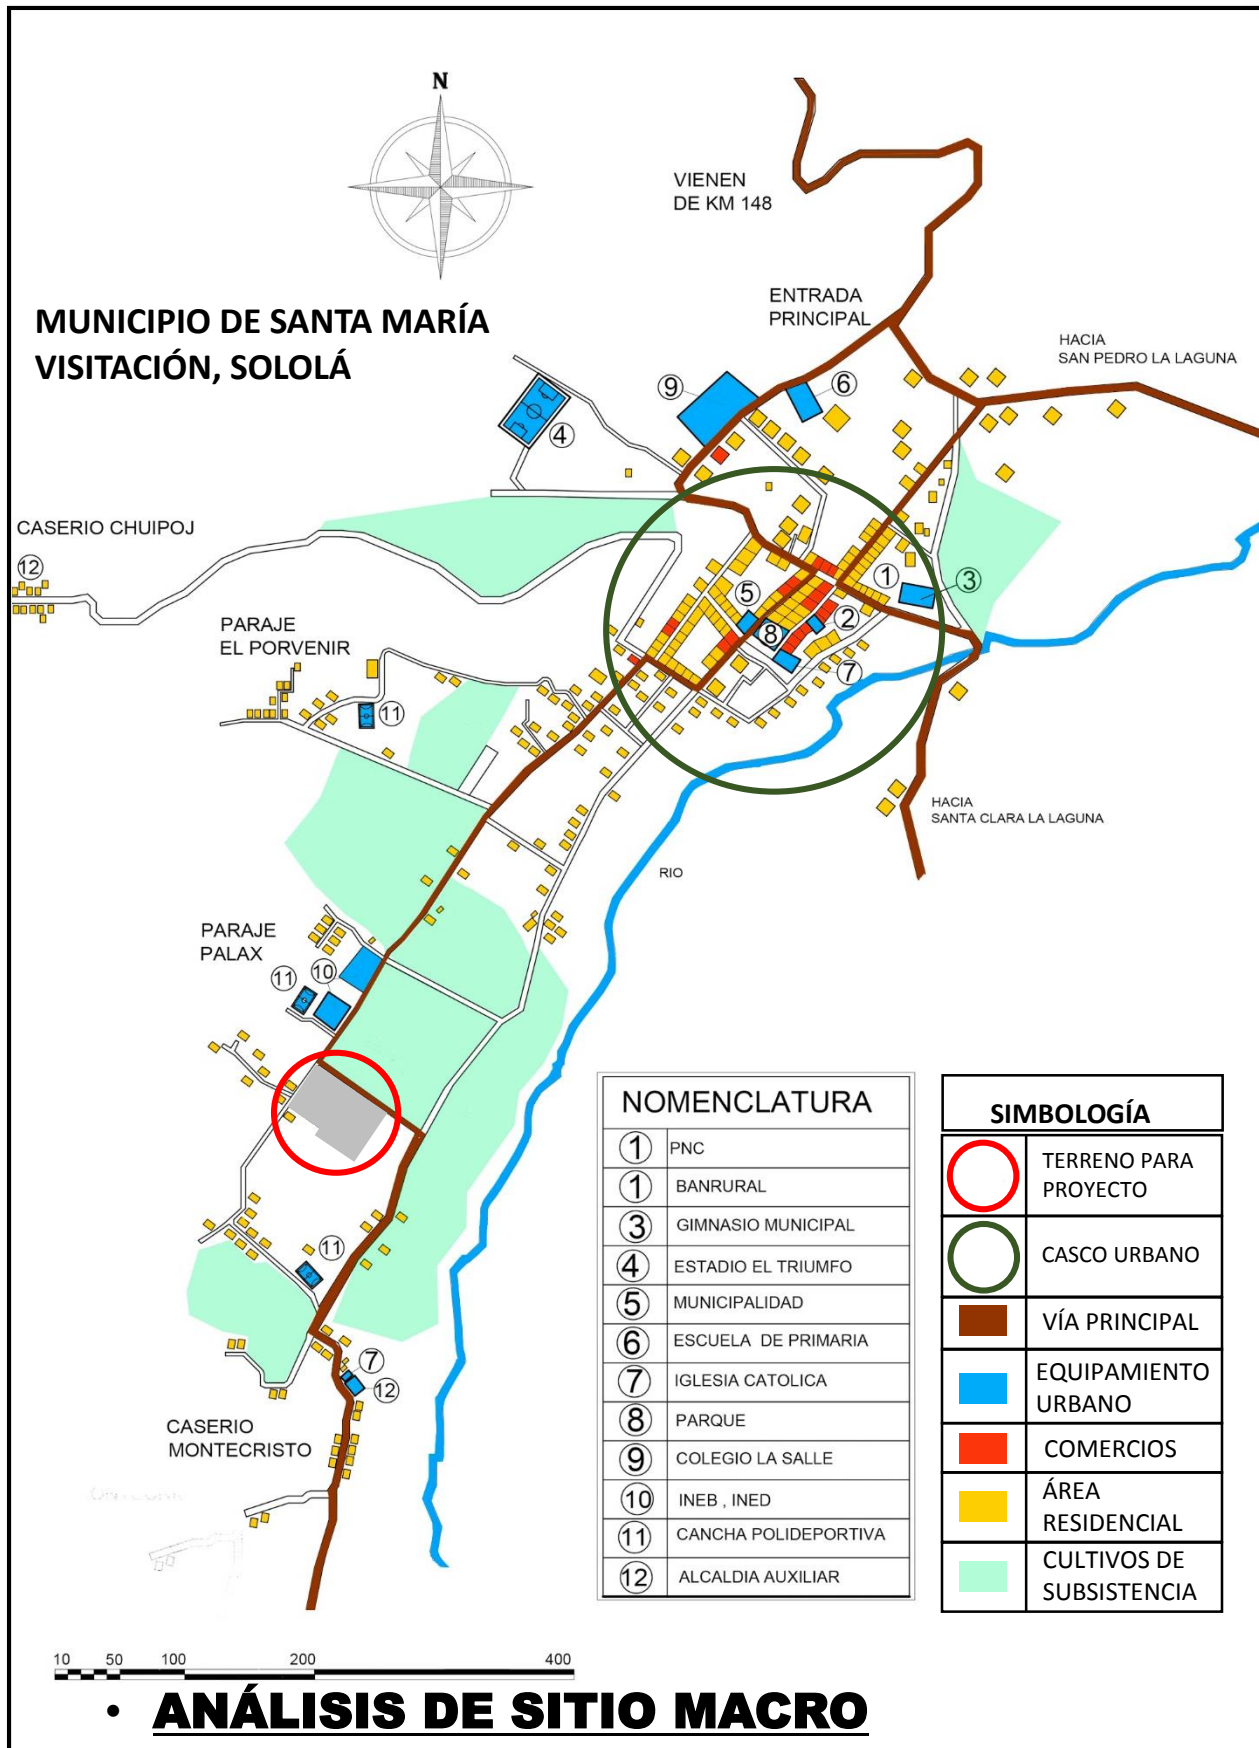 N
VIENEN
DE KM 148
ENTRADA
PRINCIPAL
MUNICIPIO DE SANTA MARÍA
VISITACIÓN, SOLOLÁ
HACIA
SAN PEDRO LA LAGUNA
9
6
4
CASERIO CHUIPOJ
12
1
3
5
2
8
7
PARAJE
EL PORVENIR
11
HACIA
SANTA CLARA LA LAGUNA
RIO
PARAJE
PALAX
10
11
11
7
12
CASERIO
MONTECRISTO
NOMENCLATURA
1 PNC
1 BANRURAL
3 GIMNASIO MUNICIPAL
4 ESTADIO EL TRIUMFO
5 MUNICIPALIDAD
6 ESCUELA DE PRIMARIA
7 IGLESIA CATOLICA
8 PARQUE
9 COLEGIO LA SALLE
10 INEB , INED
11 CANCHA POLIDEPORTIVA
12 ALCALDIA AUXILIAR
SIMBOLOGÍA
TERRENO PARA
PROYECTO
CASCO URBANO
VÍA PRINCIPAL
EQUIPAMIENTO
URBANO
COMERCIOS
ÁREA
RESIDENCIAL
CULTIVOS DE
SUBSISTENCIA
10 50 100 200 400
• ANÁLISIS DE SITIO MACRO